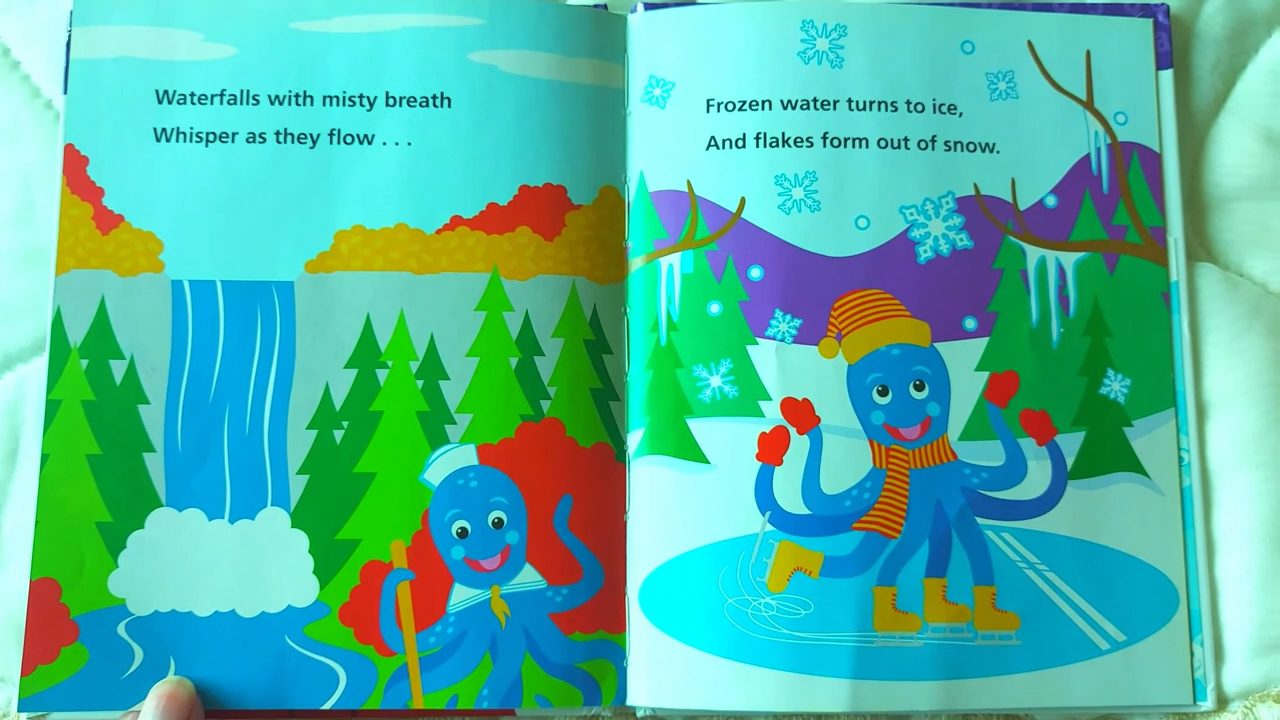 Waterfalls with misty breath
Whisper as they flow . . .
Frozen water turns to ice,
And flakes form out of snow.